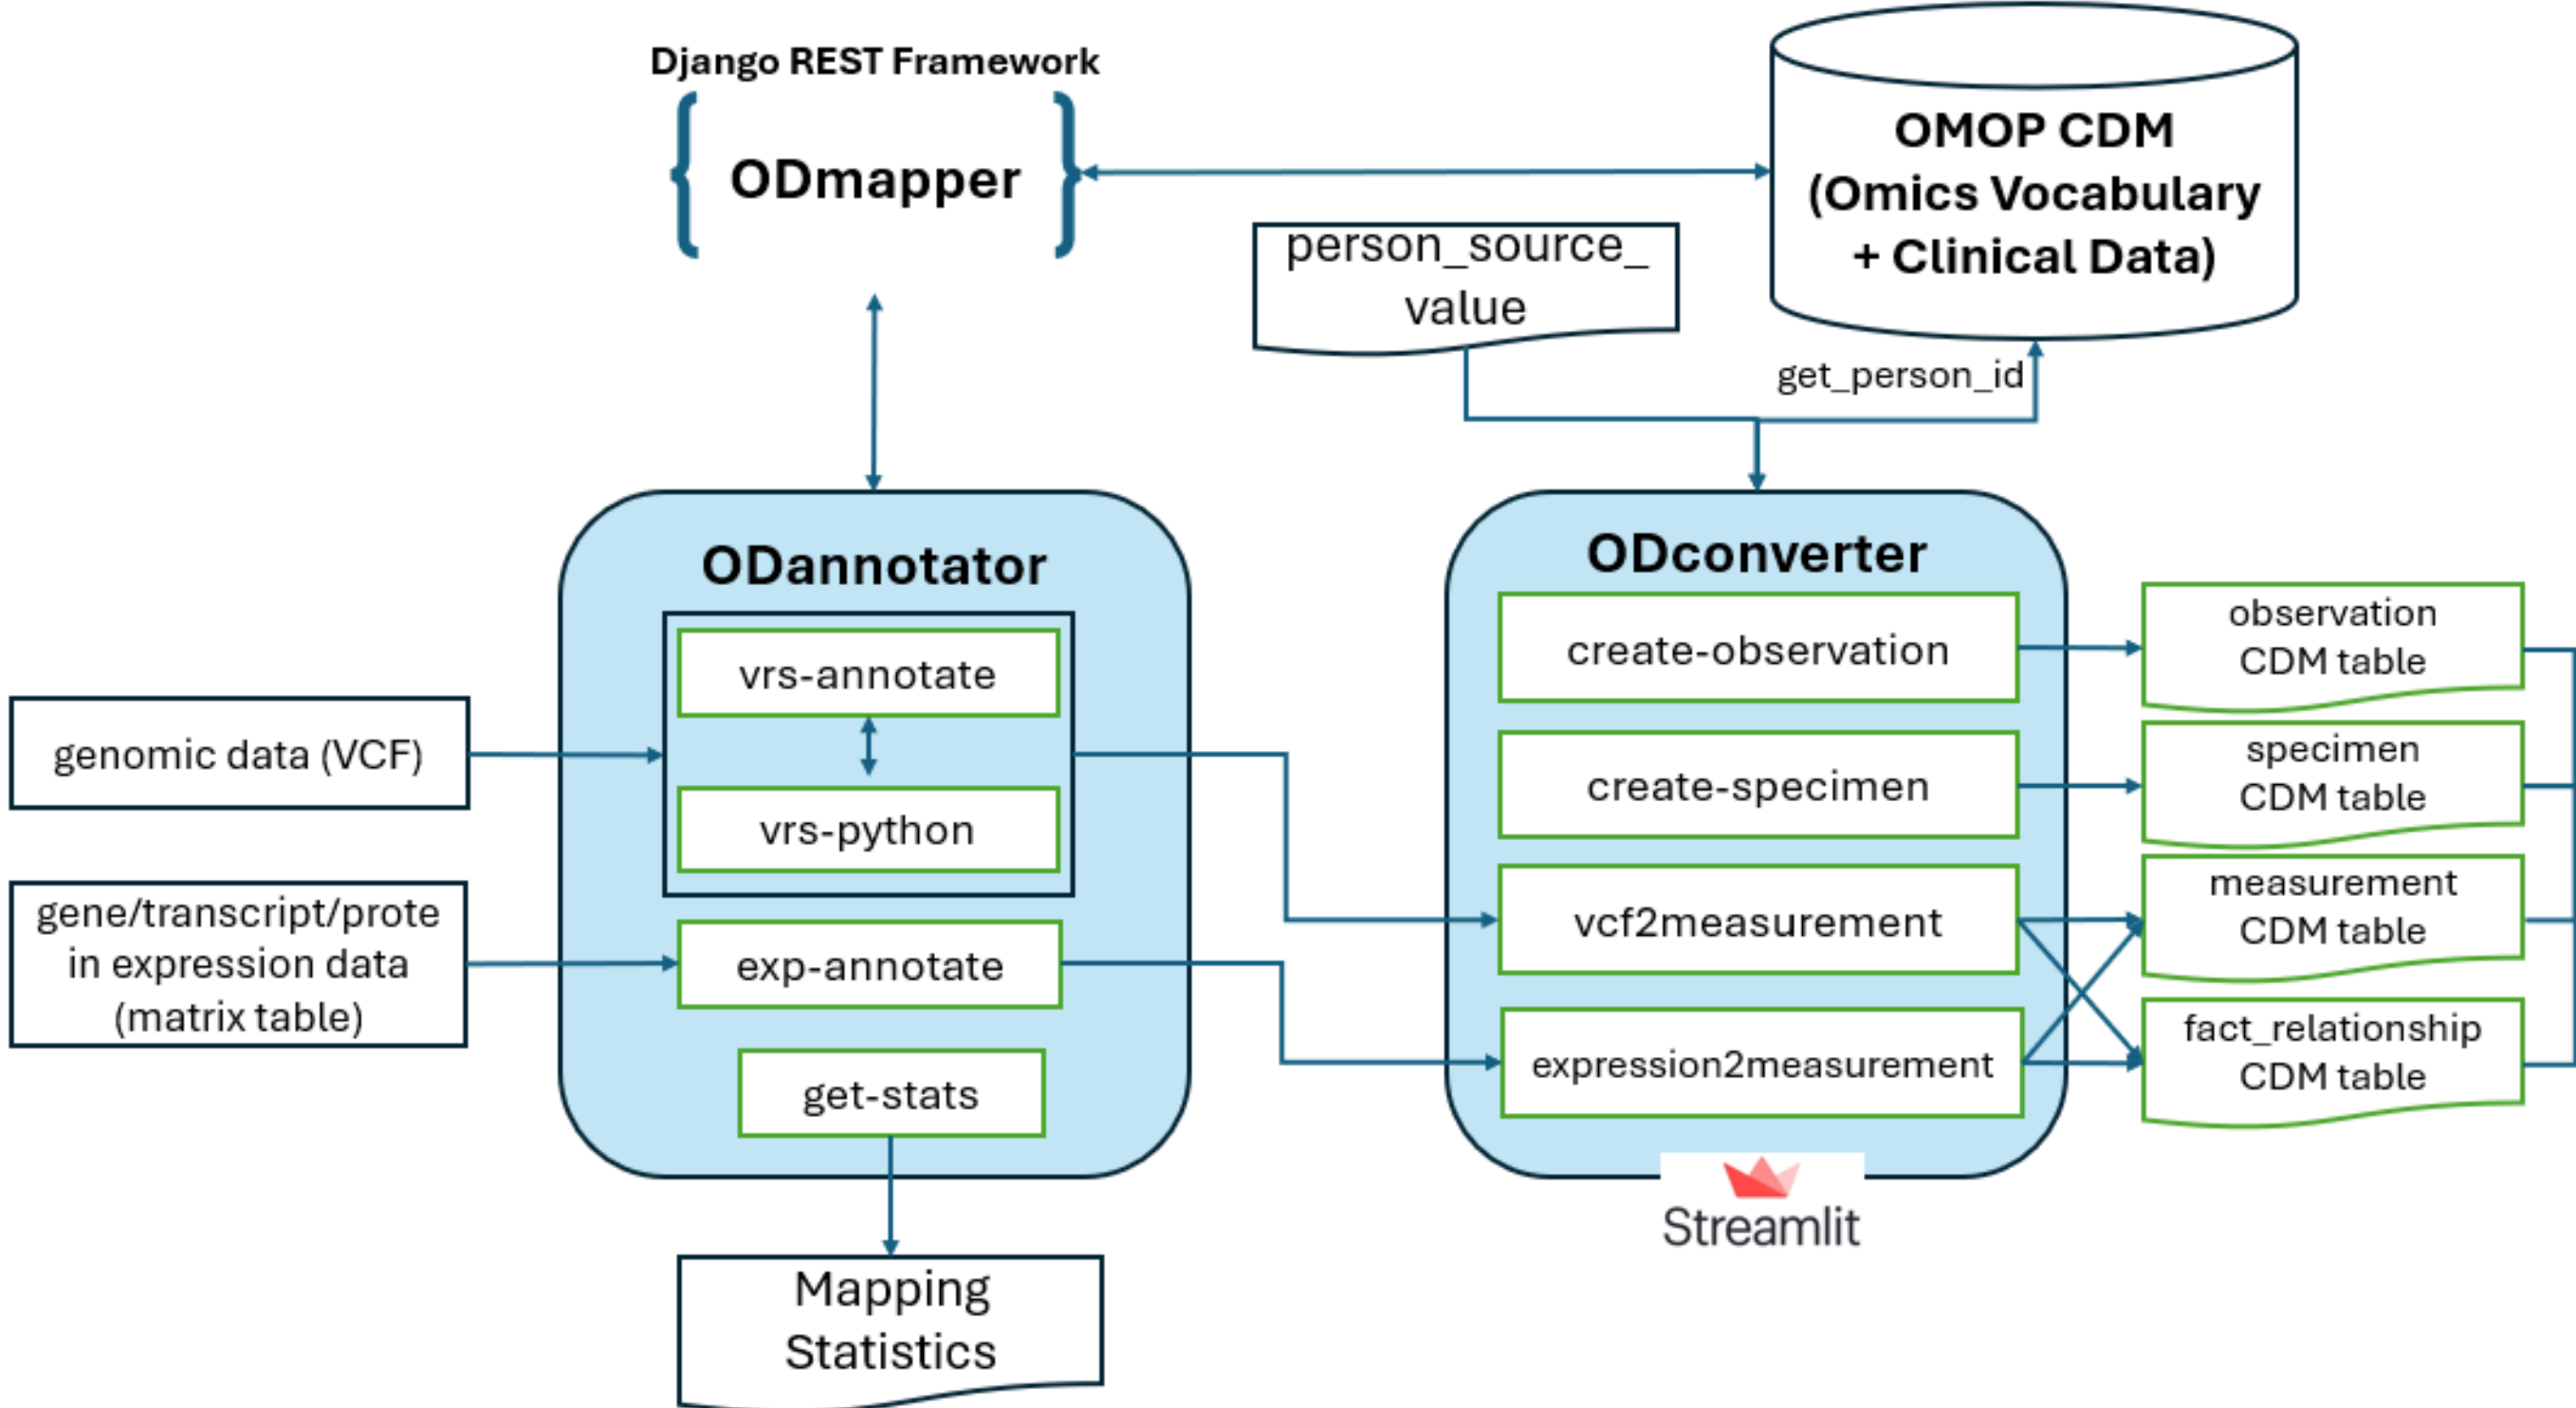 Django REST Framework
ODmapper
OMOP CDM
(Omics Vocabulary
+ Clinical Data)
person_source_
value
get_person_id
ODannotator
vrs-annotate
vrs-python
exp-annotate
get-stats
genomic data (VCF)
gene/transcript/prote
in expression data
(matrix table)
Mapping
Statistics
ODconverter
create-observation
create-specimen
vcf2measurement
expression2measurement
Streamlit
observation
CDM table
specimen
CDM table
measurement
CDM table
fact_relationship
CDM table